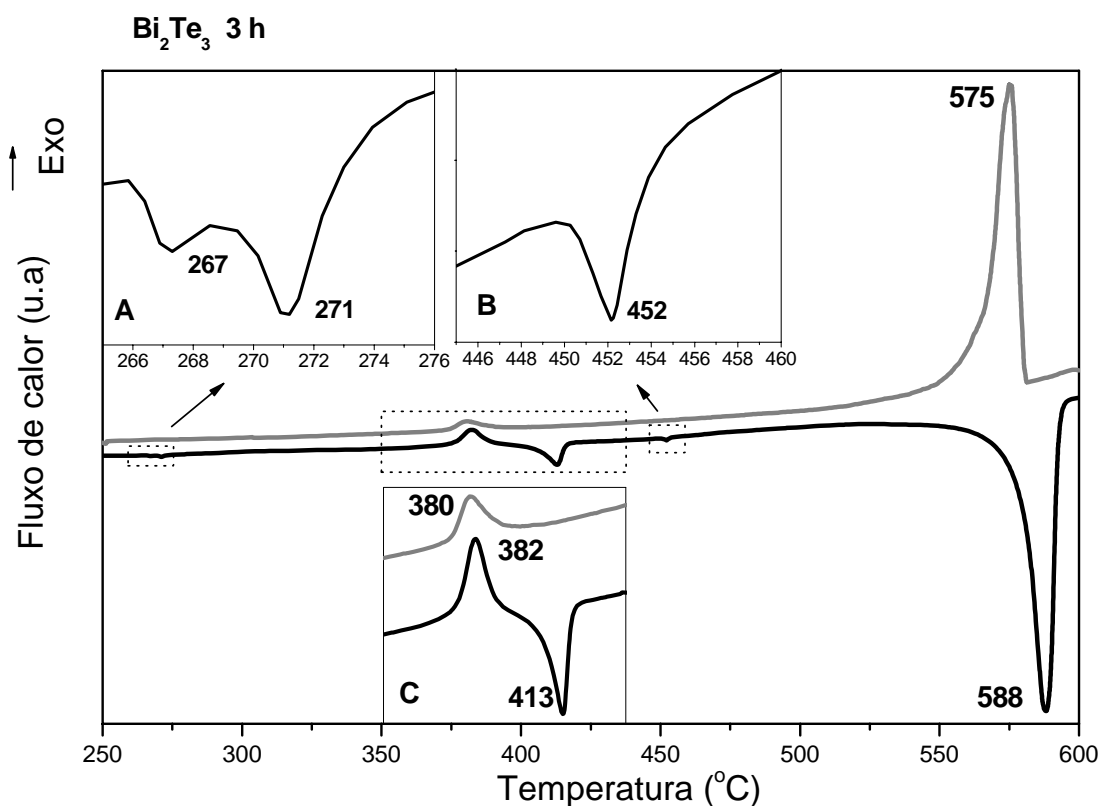 Bi2Te3 3 h
Fluxo de calor (u.a)
Exo
575
267
A
271
266 268 270 272 274 276
B
452
446 448 450 452 454 456 458 460
380
382
C
413
588
250 300 350 400 450 500 550 600
Temperatura (°C)